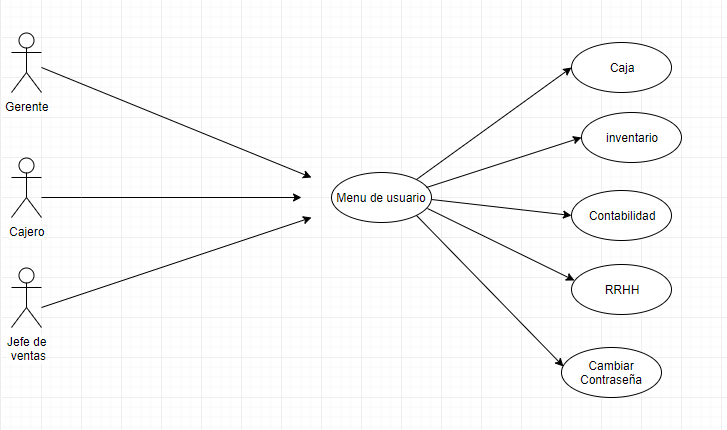 Gerente
Cajero
Jefe de
ventas
Menu de usuario
Caja
inventario
Contabilidad
RRHH
Cambiar
Contraseña